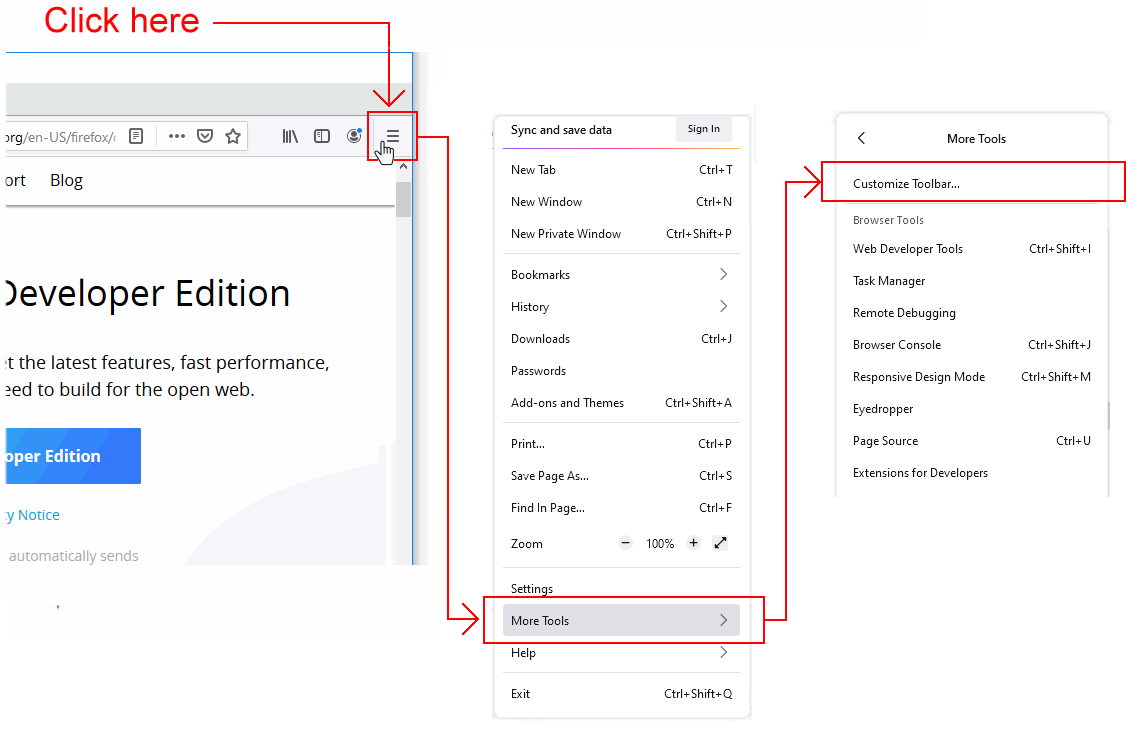 Click here
org/en-US/firefox/
ort Blog
Developer Edition
et the latest features, fast performance,
eed to build for the open web.
oper Edition
cy Notice
automatically sends
Sync and save data Sign In
New Tab Ctrl+T
New Window Ctrl+N
New Private Window Ctrl+Shift+P
Bookmarks
History
Downloads Ctrl+J
Passwords
Add-ons and Themes Ctrl+Shift+A
Print... Ctrl+P
Save Page As... Ctrl+S
Find In Page... Ctrl+F
Zoom − 100% +
Settings
More Tools
Help
Exit Ctrl+Shift+Q
More Tools
Customize Toolbar...
Browser Tools
Web Developer Tools Ctrl+Shift+I
Task Manager
Remote Debugging
Browser Console Ctrl+Shift+J
Responsive Design Mode Ctrl+Shift+M
Eyedropper
Page Source Ctrl+U
Extensions for Developers